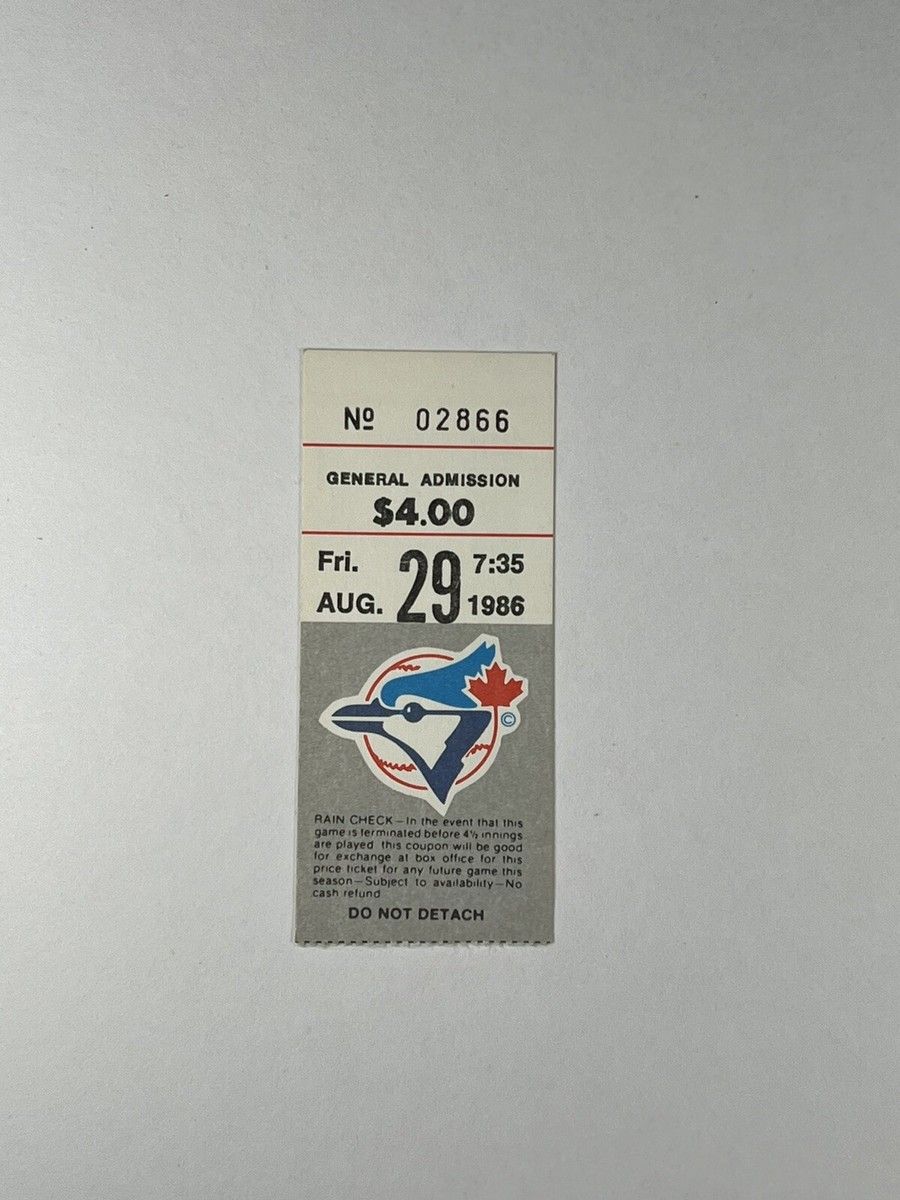 Nº 02866
GENERAL ADMISSION
$4.00
Fri. 29 7:35
AUG. 1986
©
RAIN CHECK—In the event that this
game is terminated before 4½ innings
are played this coupon will be good
for exchange at box office for this
price ticket for any future game this
season—Subject to availability—No
cash refund
DO NOT DETACH